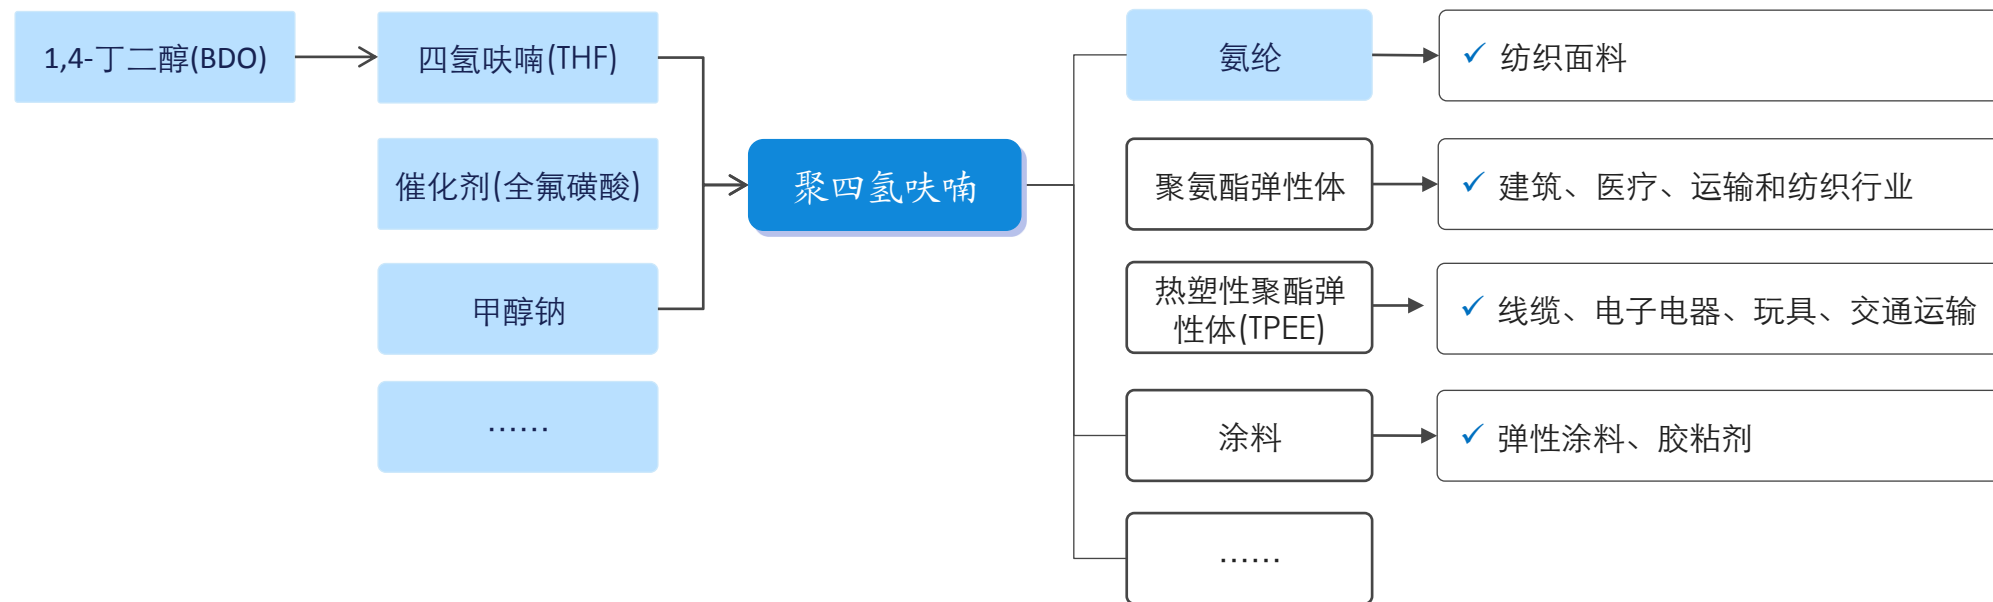 1,4-丁二醇(BDO)
四氢呋喃(THF)
催化剂(全氟磺酸)
甲醇钠
……
聚四氢呋喃
氨纶
✓ 纺织面料
聚氨酯弹性体
✓ 建筑、医疗、运输和纺织行业
热塑性聚酯弹
性体(TPEE)
✓ 线缆、电子电器、玩具、交通运输
涂料
✓ 弹性涂料、胶粘剂
……